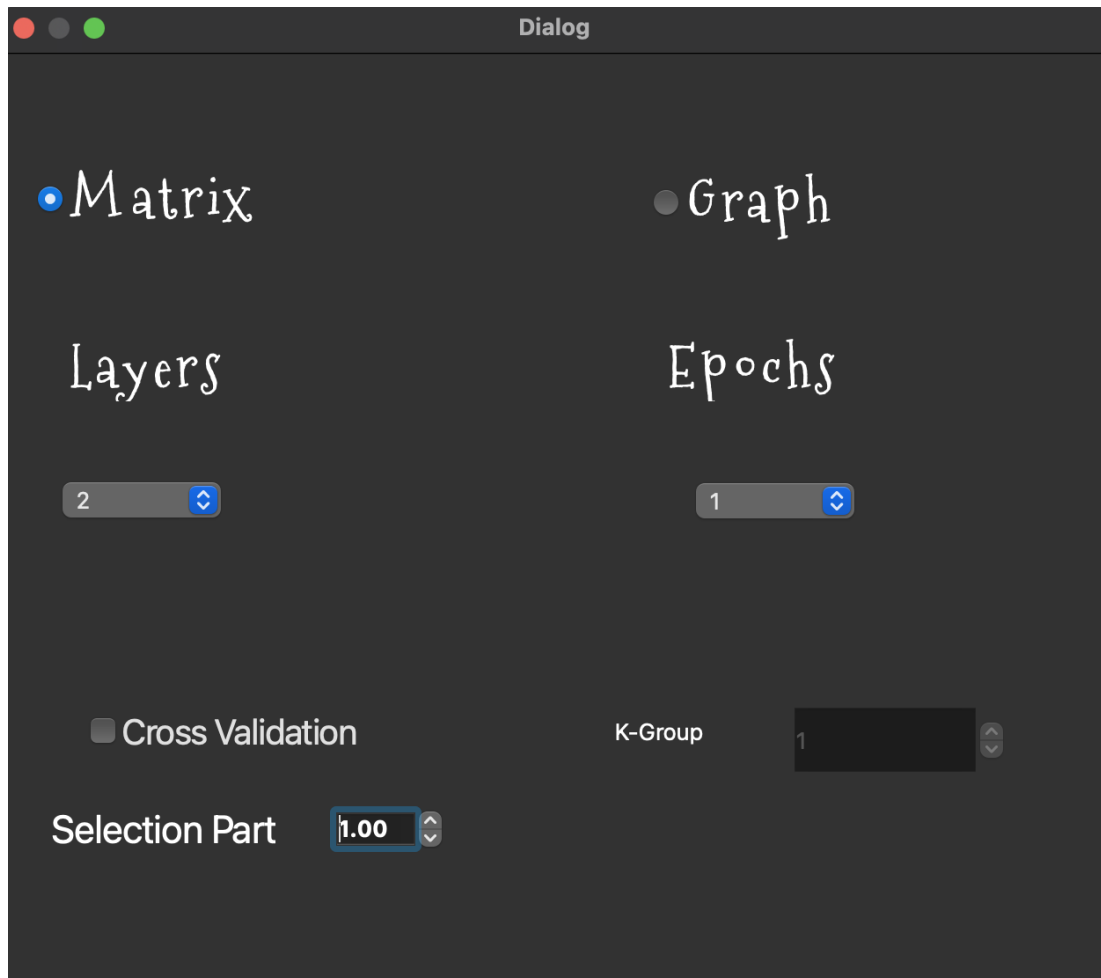 Dialog
Matrix
Graph
Layers
Epochs
2
1
Cross Validation
K-Group
1
Selection Part
1.00